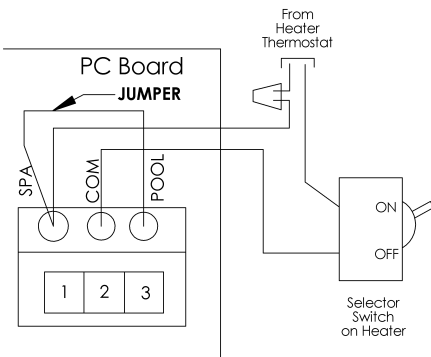 From
Heater
Thermostat
PC Board
JUMPER
SPA
COM
POOL
ON
OFF
1 2 3
Selector
Switch
on Heater